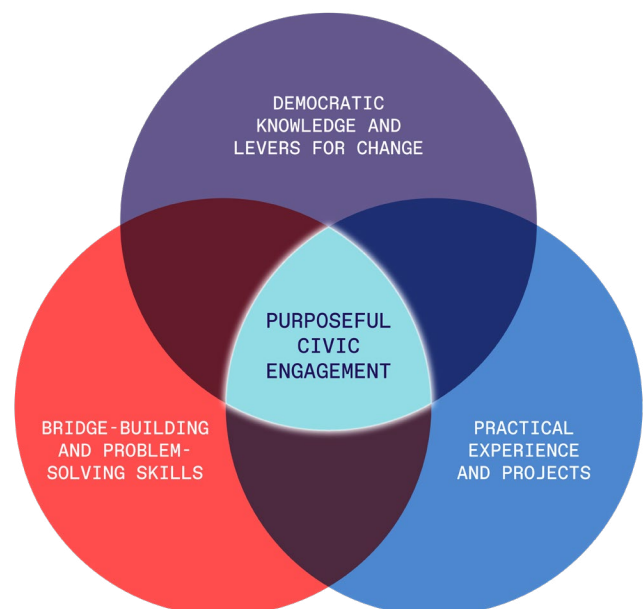 DEMOCRATIC
KNOWLEDGE AND
LEVERS FOR CHANGE
PURPOSEFUL
CIVIC
ENGAGEMENT
BRIDGE-BUILDING
AND PROBLEM-
SOLVING SKILLS
PRACTICAL
EXPERIENCE
AND PROJECTS